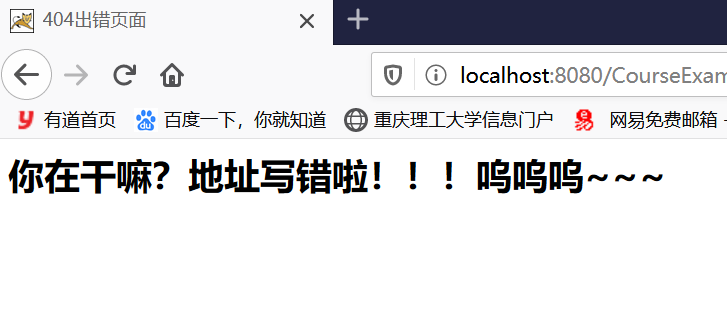 404出错页面
localhost:8080/CourseExam
有道首页 百度一下，你就知道 重庆理工大学信息门户 网易免费邮箱 -
你在干嘛？地址写错啦！！！呜呜呜~~~